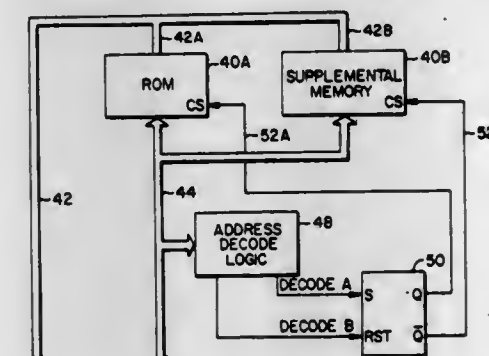 42A
42B
40A
ROM
CS
SUPPLEMENTAL
MEMORY
40B
CS
52A
42
44
ADDRESS
DECODE
LOGIC
48
50
DECODE A
S
Q
DECODE B
RST
Q̅